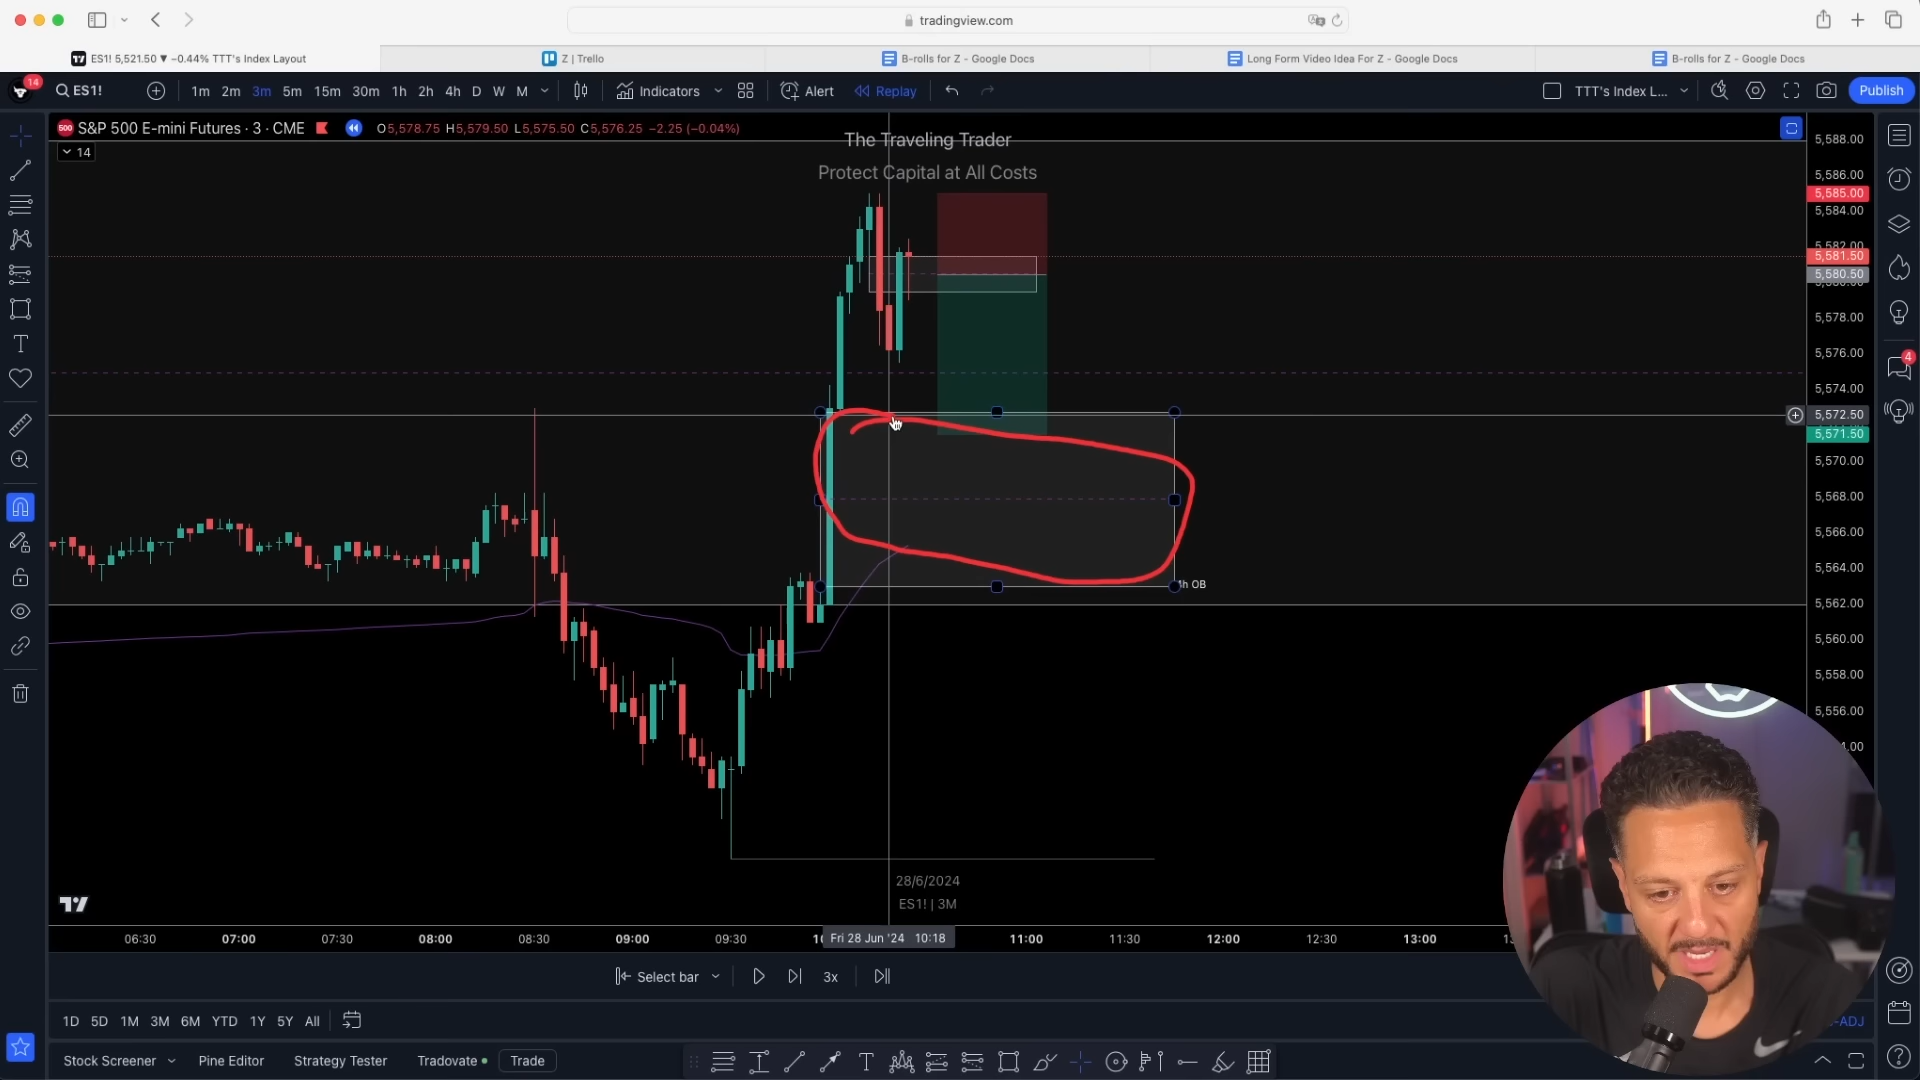 tradingview.com
ES1! 5,521.50 ▼ −0.44% TTT's Index Layout
Z | Trello
B-rolls for Z - Google Docs
Long Form Video Idea For Z - Google Docs
B-rolls for Z - Google Docs
14
ES1!
1m 2m 3m 5m 15m 30m 1h 2h 4h D W M
Indicators
Alert
Replay
TTT's Index L...
Publish
500
S&P 500 E-mini Futures · 3 · CME
O5,578.75 H5,579.50 L5,575.50 C5,576.25 −2.25 (−0.04%)
14
The Traveling Trader
Protect Capital at All Costs
5,588.00
5,586.00
5,585.00
5,584.00
5,582.00
5,581.50
5,580.50
5,578.00
5,576.00
5,574.00
5,572.50
5,571.50
5,570.00
5,568.00
5,566.00
5,564.00
5,562.00
5,560.00
5,558.00
5,556.00
4
h OB
28/6/2024
ES1! | 3M
06:30 07:00 07:30 08:00 08:30 09:00 09:30 Fri 28 Jun '24 10:18 11:00 11:30 12:00 12:30 13:00
Select bar
3x
1D 5D 1M 3M 6M YTD 1Y 5Y All
-ADJ
Stock Screener
Pine Editor
Strategy Tester
Tradovate
Trade